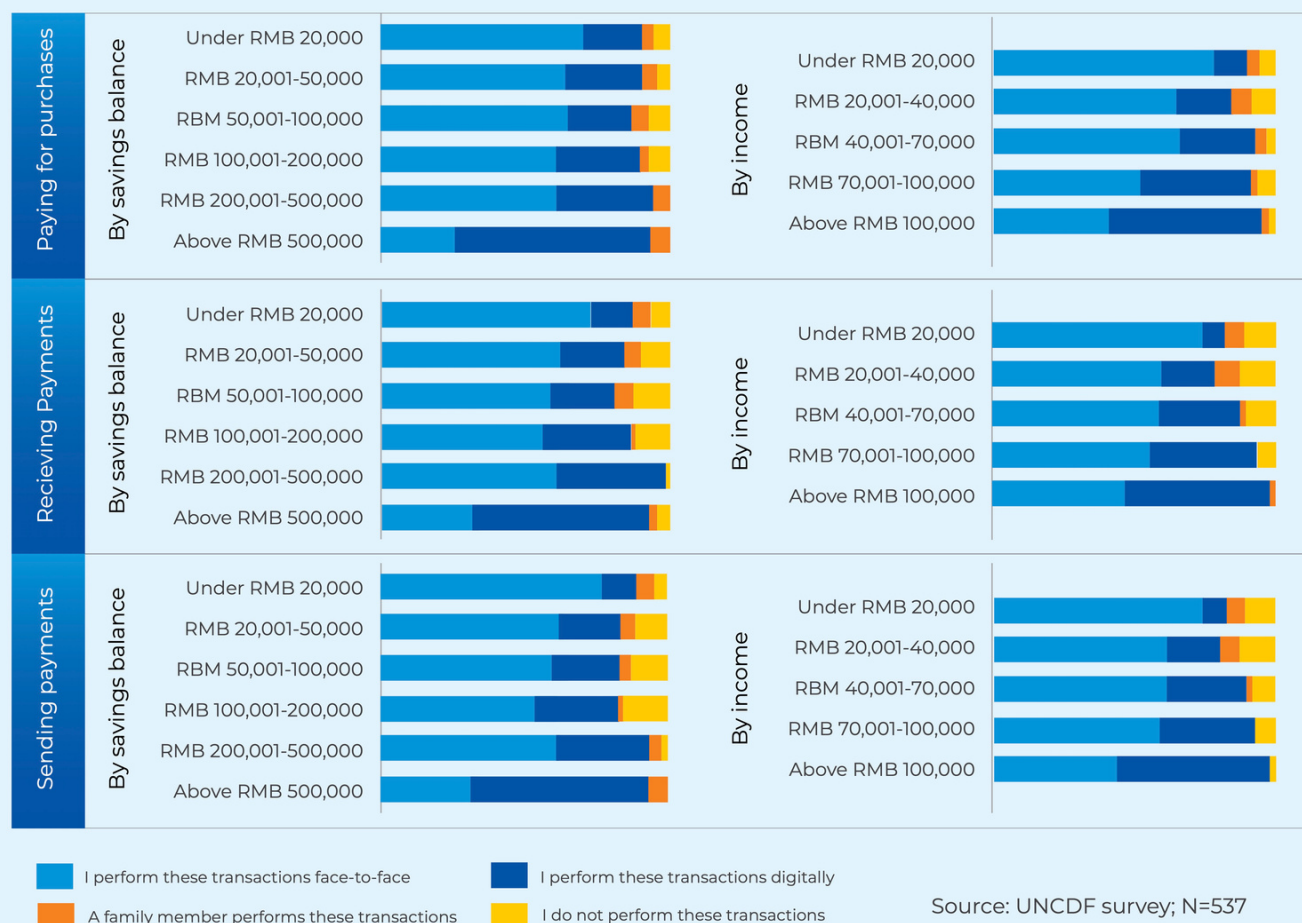 Paying for purchases
By savings balance
Under RMB 20,000
RMB 20,001-50,000
RBM 50,001-100,000
RMB 100,001-200,000
RMB 200,001-500,000
Above RMB 500,000
By income
Under RMB 20,000
RMB 20,001-40,000
RBM 40,001-70,000
RMB 70,001-100,000
Above RMB 100,000
Recieving Payments
By savings balance
Under RMB 20,000
RMB 20,001-50,000
RBM 50,001-100,000
RMB 100,001-200,000
RMB 200,001-500,000
Above RMB 500,000
By income
Under RMB 20,000
RMB 20,001-40,000
RBM 40,001-70,000
RMB 70,001-100,000
Above RMB 100,000
Sending payments
By savings balance
Under RMB 20,000
RMB 20,001-50,000
RBM 50,001-100,000
RMB 100,001-200,000
RMB 200,001-500,000
Above RMB 500,000
By income
Under RMB 20,000
RMB 20,001-40,000
RBM 40,001-70,000
RMB 70,001-100,000
Above RMB 100,000
I perform these transactions face-to-face
I perform these transactions digitally
A family member performs these transactions
I do not perform these transactions
Source: UNCDF survey; N=537